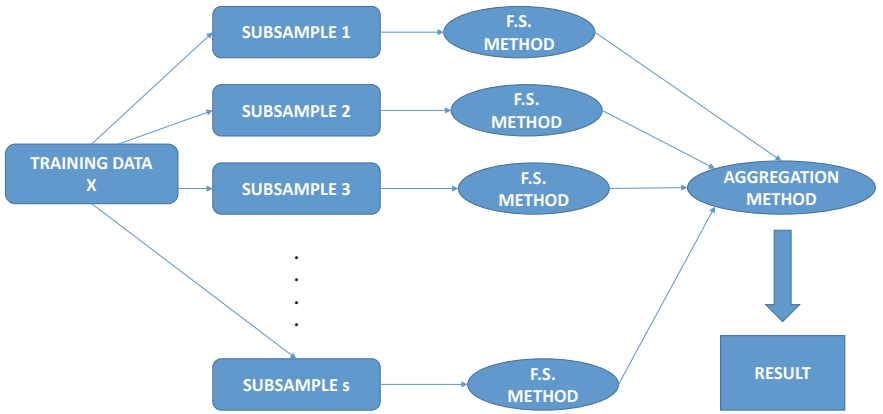 SUBSAMPLE 1
F.S.
METHOD
SUBSAMPLE 2
F.S.
METHOD
TRAINING DATA
X
SUBSAMPLE 3
F.S.
METHOD
AGGREGATION
METHOD
SUBSAMPLE s
F.S.
METHOD
RESULT